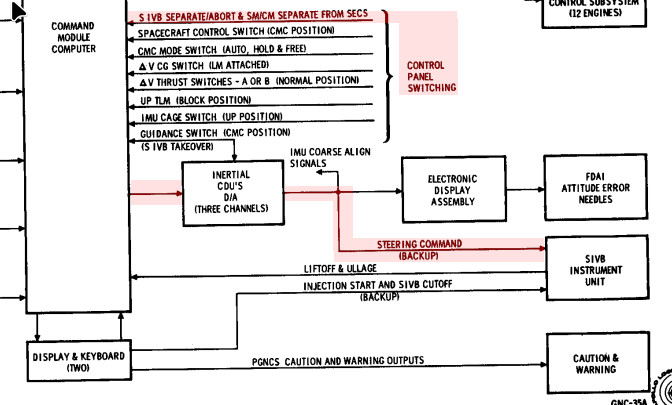 CONTROL SUBSYSTEM
(12 ENGINES)
COMMAND
MODULE
COMPUTER
S IVB SEPARATE/ABORT & SM/CM SEPARATE FROM SECS
SPACECRAFT CONTROL SWITCH (CMC POSITION)
CMC MODE SWITCH (AUTO, HOLD & FREE)
Δ V CG SWITCH (LM ATTACHED)
Δ V THRUST SWITCHES - A OR B (NORMAL POSITION)
UP TLM (BLOCK POSITION)
IMU CAGE SWITCH (UP POSITION)
GUIDANCE SWITCH (CMC POSITION)
(S IVB TAKEOVER)
CONTROL
PANEL
SWITCHING
IMU COARSE ALIGN
SIGNALS
INERTIAL
CDU'S
D/A
(THREE CHANNELS)
ELECTRONIC
DISPLAY
ASSEMBLY
FDAI
ATTITUDE ERROR
NEEDLES
STEERING COMMAND
(BACKUP)
SIVB
INSTRUMENT
UNIT
LIFTOFF & ULLAGE
INJECTION START AND SIVB CUTOFF
(BACKUP)
DISPLAY & KEYBOARD
(TWO)
PGNCS CAUTION AND WARNING OUTPUTS
CAUTION &
WARNING
GNC-35A